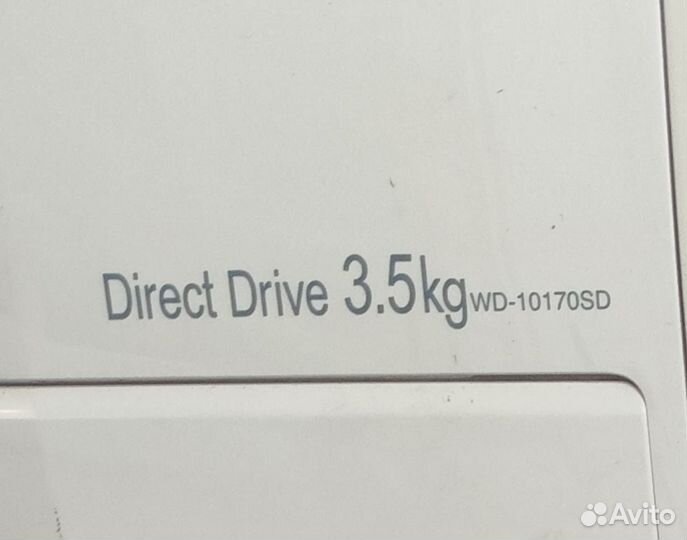 Direct Drive 3.5kg WD-10170SD
Avito